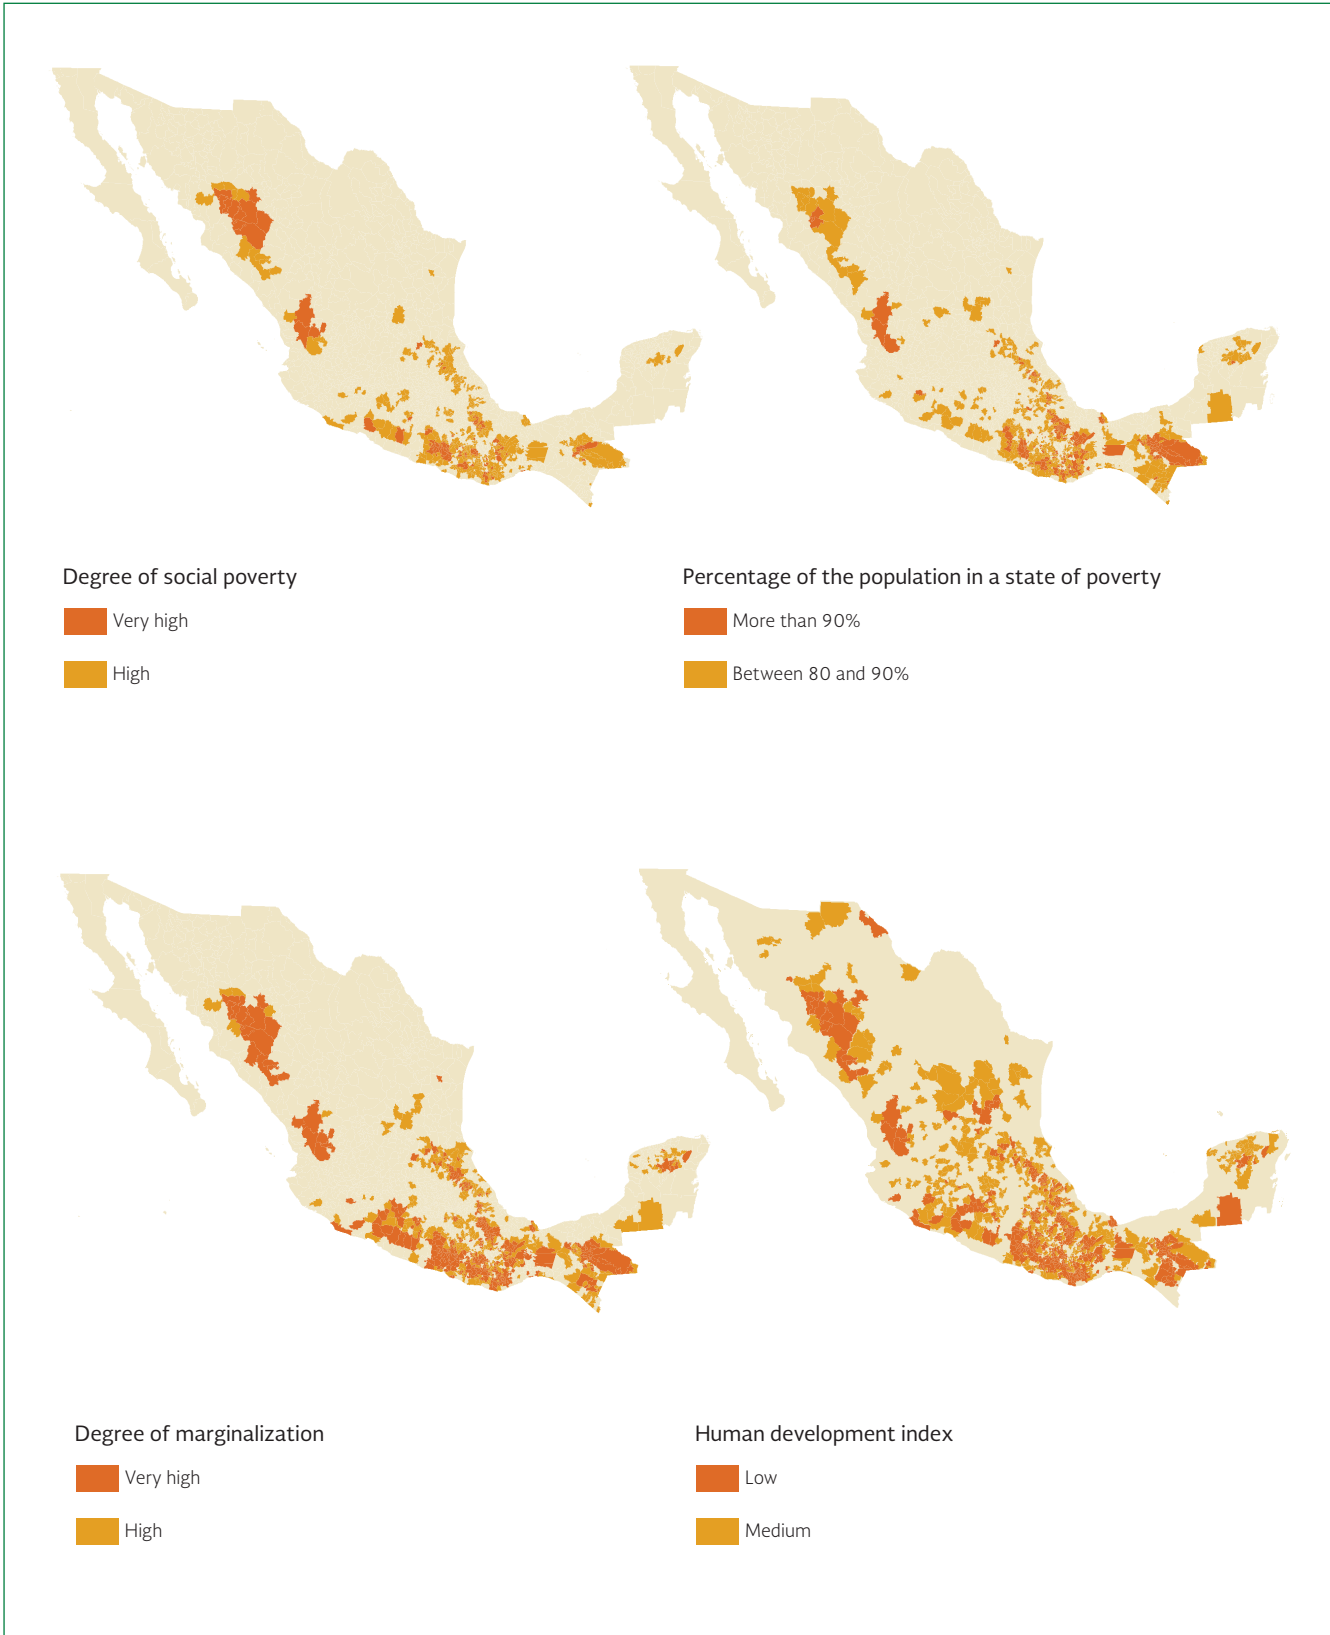 Degree of social poverty
Very high
High
Percentage of the population in a state of poverty
More than 90%
Between 80 and 90%
Degree of marginalization
Very high
High
Human development index
Low
Medium